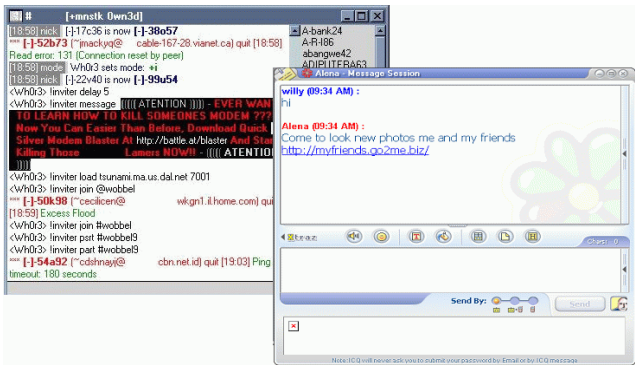 # [+mnstk 0wn3d]
[18:58] nick [-]-17c36 is now [-]-38o57
*** [-]-52b73 (~jmackyq@ cable-167-28.vianet.ca) quit [18:58]
Read error: 131 (Connection reset by peer)
[18:58] mode Wh0r3 sets mode: +i
[18:58] nick [-]-22v40 is now [-]-99u54
<Wh0r3> !inviter delay 5
<Wh0r3> !inviter message ((((( ATENTION ))))) - EVER WAN
TO LEARN HOW TO KILL SOMEONES MODEM ???
Now You Can Easier Than Before, Download Quick
Silver Modem Blaster At http://battle.at/blaster And Star
Killing Those Lamers NOW!! - ((((( ATENTIO
)))))
<Wh0r3> !inviter load tsunami.ma.us.dal.net 7001
<Wh0r3> !inviter join @wobbel
*** [-]-50k98 (~cecilicen@ wkgn1.il.home.com) qui
[18:59] Excess Flood
<Wh0r3> !inviter join #wobbel
<Wh0r3> !inviter psrt #wobbel9
<Wh0r3> !inviter part #wobbel9
*** [-]-54a92 (~cdshnayj@ cbn.net.id) quit [19:03] Ping
timeout: 180 seconds
A-bank24
A-R-I86
abangwe42
ADIPUTERA63
Alena - Message Session
willy (09:34 AM) :
hi
Alena (09:34 AM) :
Come to look new photos me and my friends
http://myfriends.go2me.biz/
Xtraz
Chars: 0
Send By:
Send
Note: ICQ will never ask you to submit your password by Email or by ICQ message